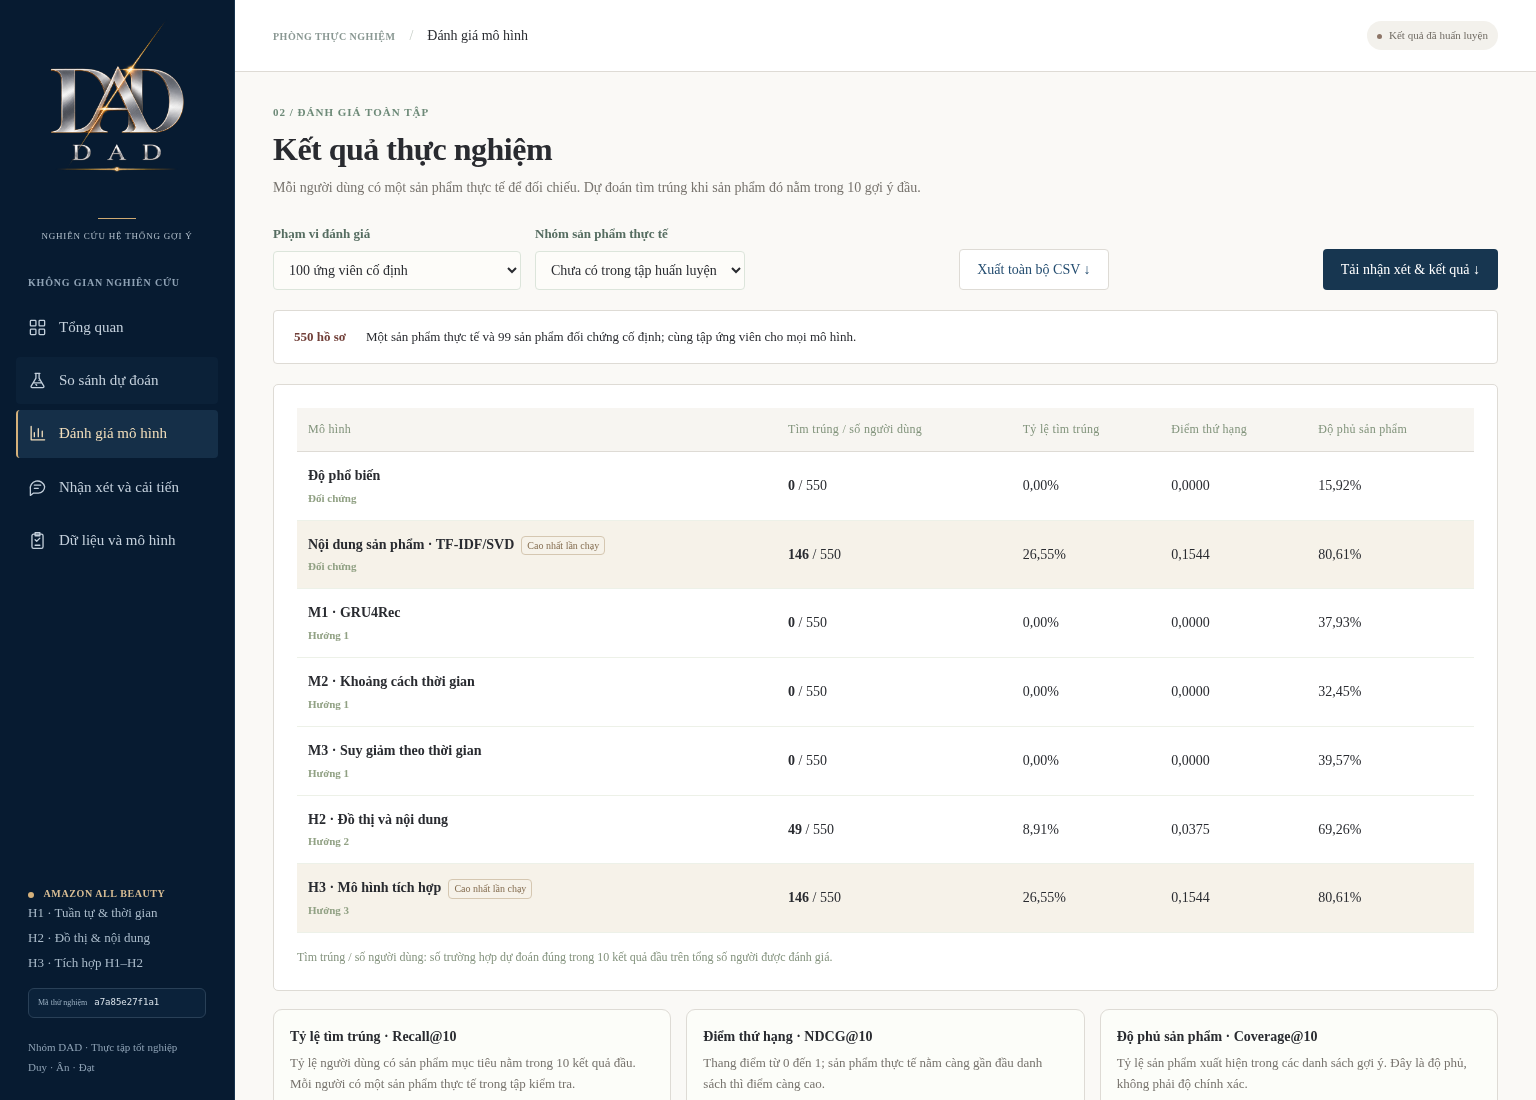 DAD
DAD
NGHIÊN CỨU HỆ THỐNG GỢI Ý
KHÔNG GIAN NGHIÊN CỨU
Tổng quan
So sánh dự đoán
Đánh giá mô hình
Nhận xét và cải tiến
Dữ liệu và mô hình
AMAZON ALL BEAUTY
H1 · Tuần tự & thời gian
H2 · Đồ thị & nội dung
H3 · Tích hợp H1–H2
Mã thử nghiệm a7a85e27f1a1
Nhóm DAD · Thực tập tốt nghiệp
Duy · Ân · Đạt
PHÒNG THỰC NGHIỆM / Đánh giá mô hình
Kết quả đã huấn luyện
02 / ĐÁNH GIÁ TOÀN TẬP
Kết quả thực nghiệm
Mỗi người dùng có một sản phẩm thực tế để đối chiếu. Dự đoán tìm trúng khi sản phẩm đó nằm trong 10 gợi ý đầu.
Phạm vi đánh giá Nhóm sản phẩm thực tế
100 ứng viên cố định Chưa có trong tập huấn luyện Xuất toàn bộ CSV ↓ Tải nhận xét & kết quả ↓
550 hồ sơ Một sản phẩm thực tế và 99 sản phẩm đối chứng cố định; cùng tập ứng viên cho mọi mô hình.
Mô hình Tìm trúng / số người dùng Tỷ lệ tìm trúng Điểm thứ hạng Độ phủ sản phẩm
Độ phổ biến
Đối chứng
0 / 550 0,00% 0,0000 15,92%
Nội dung sản phẩm · TF-IDF/SVD Cao nhất lần chạy
Đối chứng
146 / 550 26,55% 0,1544 80,61%
M1 · GRU4Rec
Hướng 1
0 / 550 0,00% 0,0000 37,93%
M2 · Khoảng cách thời gian
Hướng 1
0 / 550 0,00% 0,0000 32,45%
M3 · Suy giảm theo thời gian
Hướng 1
0 / 550 0,00% 0,0000 39,57%
H2 · Đồ thị và nội dung
Hướng 2
49 / 550 8,91% 0,0375 69,26%
H3 · Mô hình tích hợp Cao nhất lần chạy
Hướng 3
146 / 550 26,55% 0,1544 80,61%
Tìm trúng / số người dùng: số trường hợp dự đoán đúng trong 10 kết quả đầu trên tổng số người được đánh giá.
Tỷ lệ tìm trúng · Recall@10
Tỷ lệ người dùng có sản phẩm mục tiêu nằm trong 10 kết quả đầu.
Mỗi người có một sản phẩm thực tế trong tập kiểm tra.
Điểm thứ hạng · NDCG@10
Thang điểm từ 0 đến 1; sản phẩm thực tế nằm càng gần đầu danh
sách thì điểm càng cao.
Độ phủ sản phẩm · Coverage@10
Tỷ lệ sản phẩm xuất hiện trong các danh sách gợi ý. Đây là độ phủ,
không phải độ chính xác.